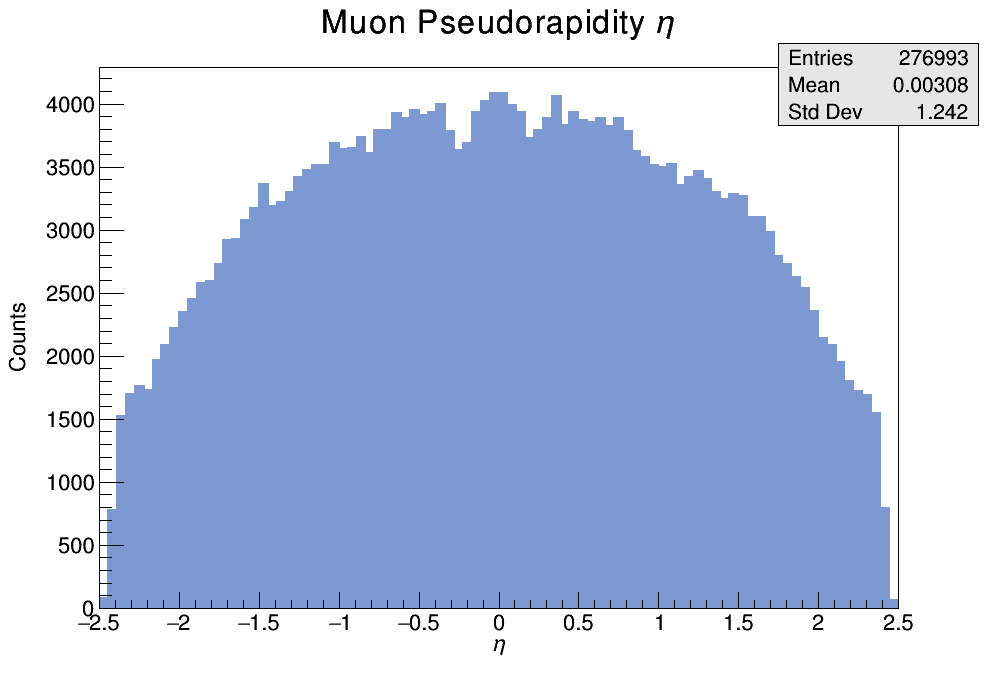 Muon Pseudorapidity η
Entries 276993
Mean 0.00308
Std Dev 1.242
4000
3500
3000
2500
2000
1500
1000
500
0
Counts
−2.5 −2 −1.5 −1 −0.5 0 0.5 1 1.5 2 2.5
η